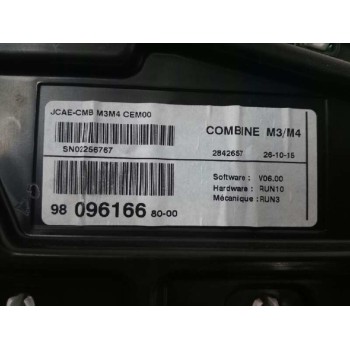 JCAE-CMB M3M4 CEM00
COMBINE M3/M4
SN02256767
2842657 26-10-15
Software : V06.00
Hardware : RUN10
Mécanique : RUN3
98 096166 80-00